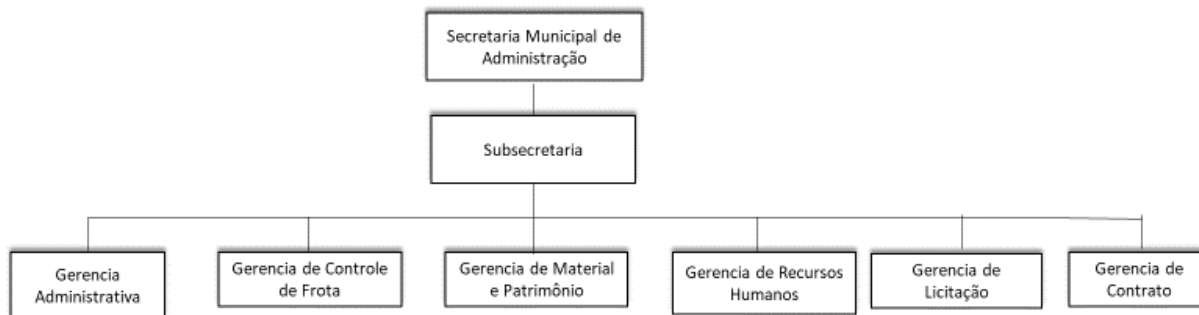 Secretaria Municipal de
Administração
Subsecretaria
Gerencia
Administrativa
Gerencia de Controle
de Frota
Gerencia de Material
e Patrimônio
Gerencia de Recursos
Humanos
Gerencia de
Licitação
Gerencia de
Contrato